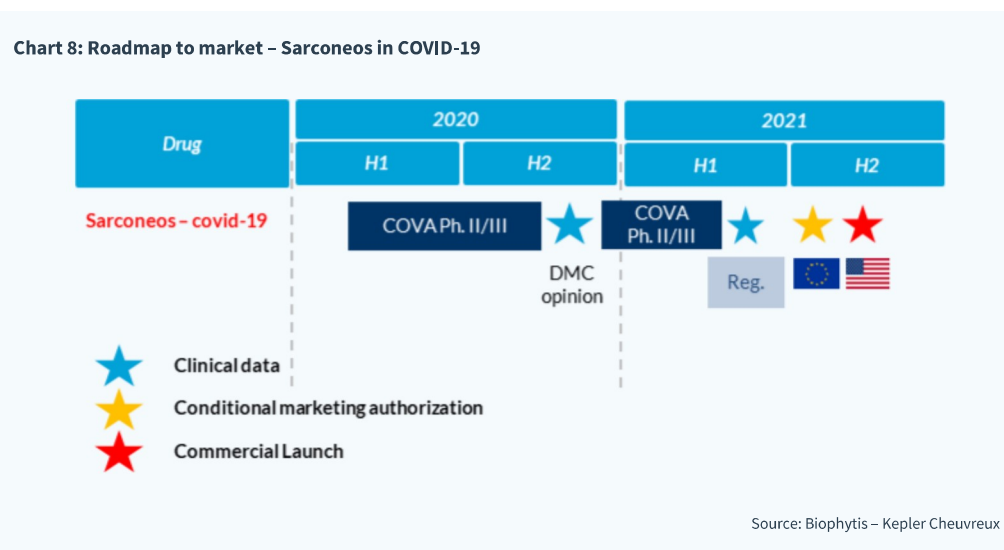 Chart 8: Roadmap to market – Sarconeos in COVID-19
Drug
2020
2021
H1
H2
H1
H2
Sarconeos – covid-19
COVA Ph. II/III
COVA
Ph. II/III
DMC
opinion
Reg.
Clinical data
Conditional marketing authorization
Commercial Launch
Source: Biophytis – Kepler Cheuvreux